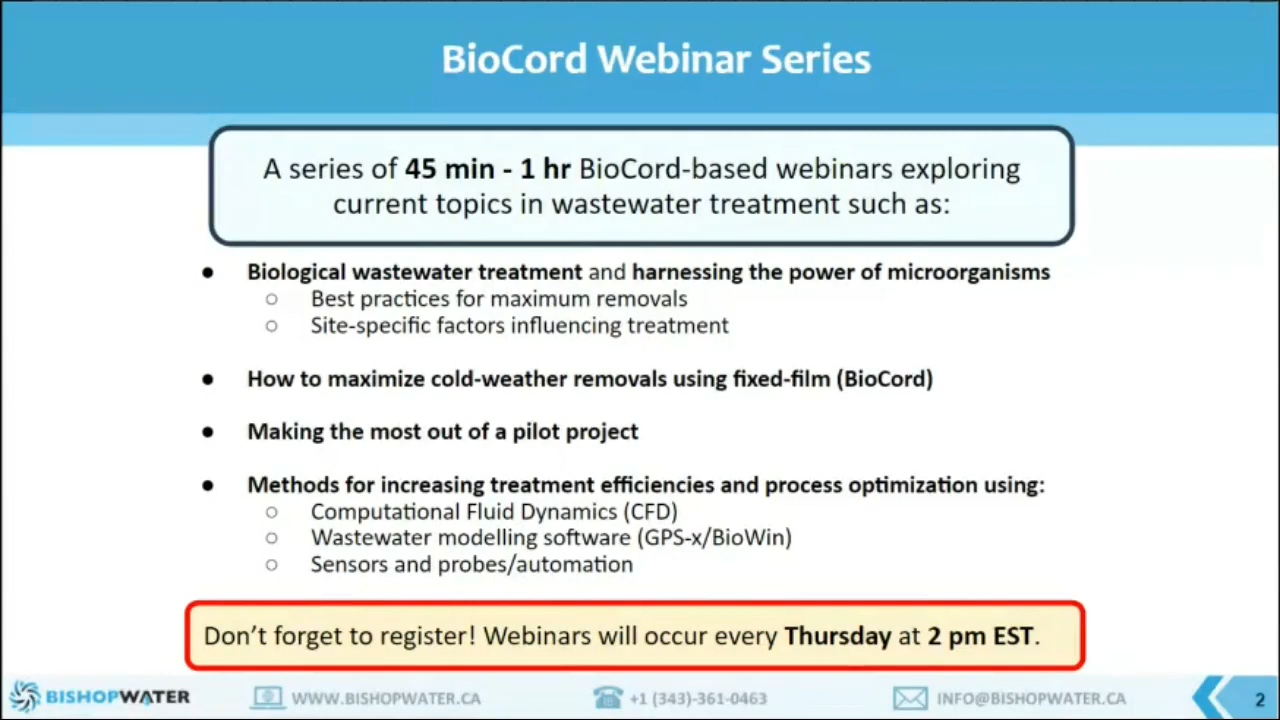 BioCord Webinar Series
A series of 45 min - 1 hr BioCord-based webinars exploring
current topics in wastewater treatment such as:
● Biological wastewater treatment and harnessing the power of microorganisms
○ Best practices for maximum removals
○ Site-specific factors influencing treatment
● How to maximize cold-weather removals using fixed-film (BioCord)
● Making the most out of a pilot project
● Methods for increasing treatment efficiencies and process optimization using:
○ Computational Fluid Dynamics (CFD)
○ Wastewater modelling software (GPS-x/BioWin)
○ Sensors and probes/automation
Don't forget to register! Webinars will occur every Thursday at 2 pm EST.
BISHOPWATER WWW.BISHOPWATER.CA +1 (343)-361-0463 INFO@BISHOPWATER.CA 2